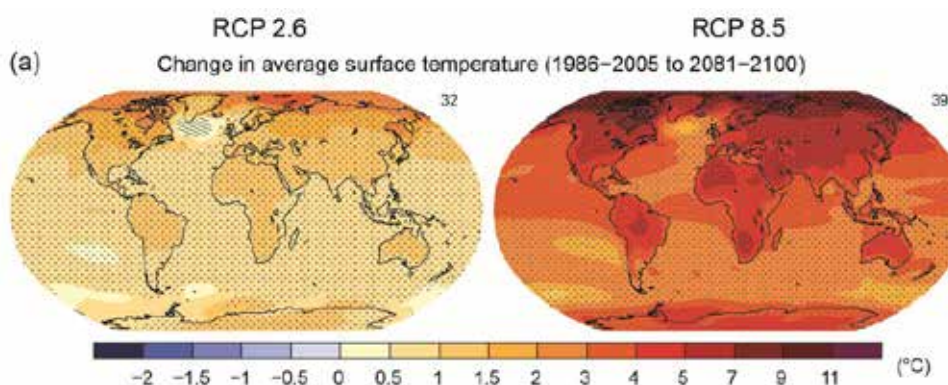 RCP 2.6 RCP 8.5
(a) Change in average surface temperature (1986−2005 to 2081−2100)
32 39
−2 −1.5 −1 −0.5 0 0.5 1 1.5 2 3 4 5 7 9 11 (°C)